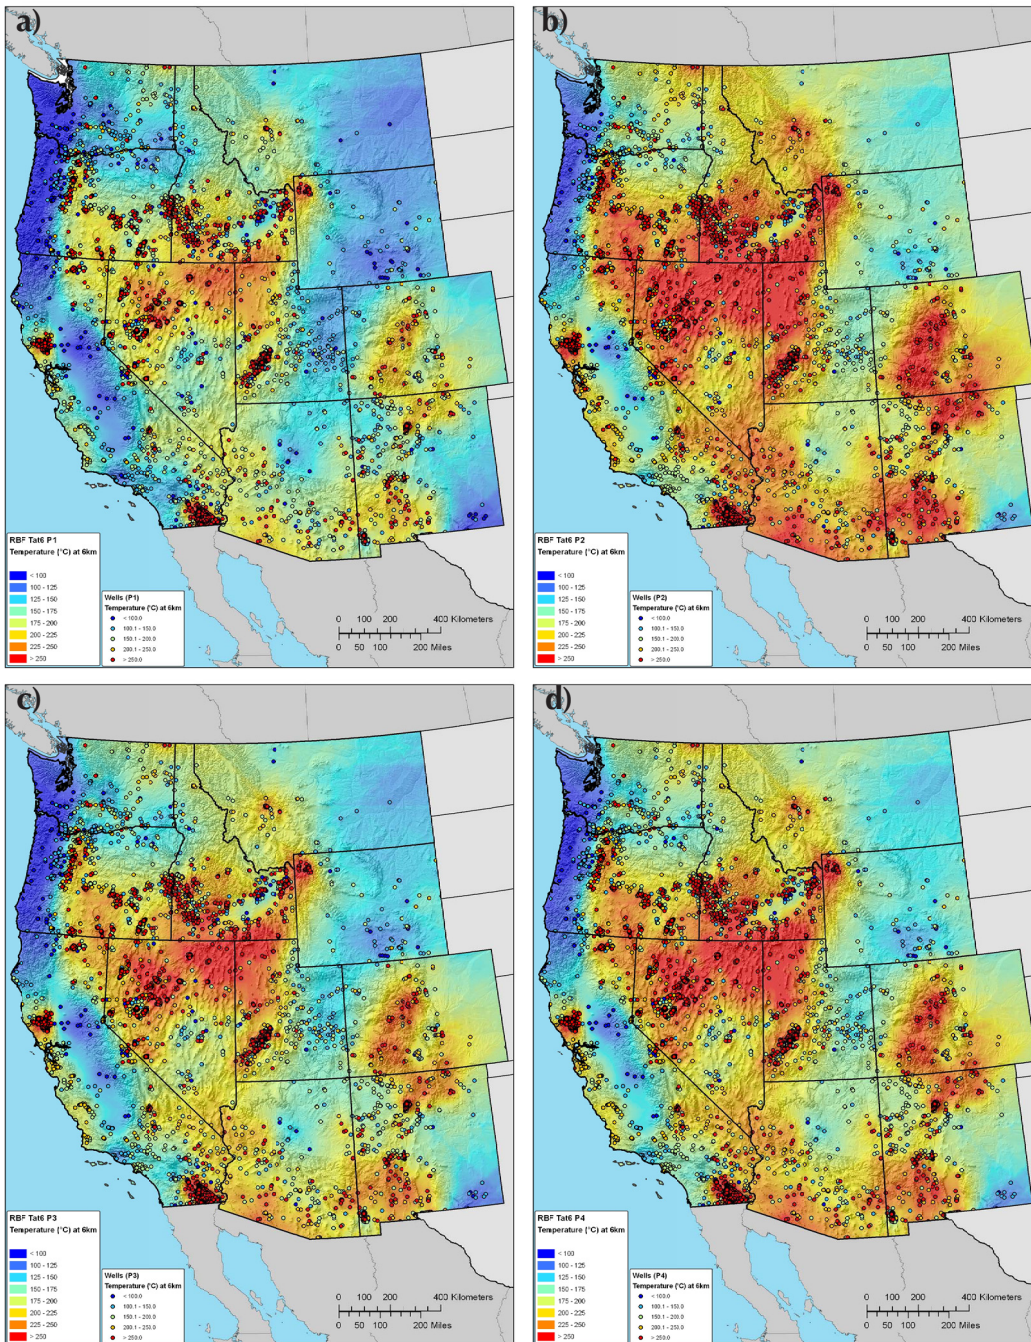 a)
RBF Tat6 P1
Temperature (°C) at 6km
< 100
100 - 125
125 - 150
150 - 175
175 - 200
200 - 225
225 - 250
> 250
Wells (P1)
Temperature (°C) at 6km
< 100.0
100.1 - 150.0
150.1 - 200.0
200.1 - 250.0
> 250.0
0 100 200 400 Kilometers
0 50 100 200 Miles
b)
RBF Tat6 P2
Temperature (°C) at 6km
< 100
100 - 125
125 - 150
150 - 175
175 - 200
200 - 225
225 - 250
> 250
Wells (P2)
Temperature (°C) at 6km
< 100.0
100.1 - 150.0
150.1 - 200.0
200.1 - 250.0
> 250.0
0 100 200 400 Kilometers
0 50 100 200 Miles
c)
RBF Tat6 P3
Temperature (°C) at 6km
< 100
100 - 125
125 - 150
150 - 175
175 - 200
200 - 225
225 - 250
> 250
Wells (P3)
Temperature (°C) at 6km
< 100.0
100.1 - 150.0
150.1 - 200.0
200.1 - 250.0
> 250.0
0 100 200 400 Kilometers
0 50 100 200 Miles
d)
RBF Tat6 P4
Temperature (°C) at 6km
< 100
100 - 125
125 - 150
150 - 175
175 - 200
200 - 225
225 - 250
> 250
Wells (P4)
Temperature (°C) at 6km
< 100.0
100.1 - 150.0
150.1 - 200.0
200.1 - 250.0
> 250.0
0 100 200 400 Kilometers
0 50 100 200 Miles